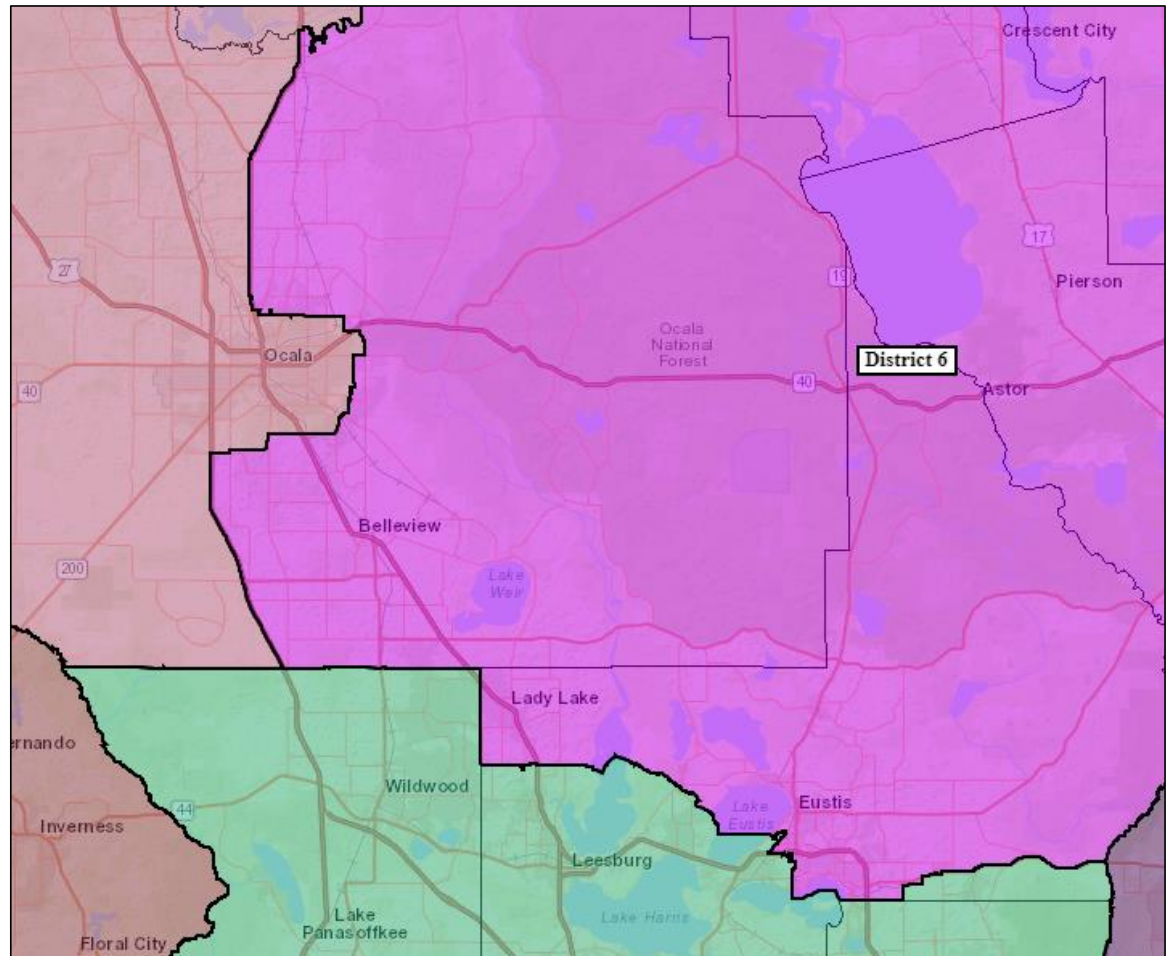 Crescent City
17
27
19
Pierson
Ocala
National
Forest
Ocala
District 6
40
40
Astor
Belleview
200
Lake
Weir
Lady Lake
ernando
Wildwood
44
Lake
Eustis
Eustis
Inverness
Leesburg
Lake
Panasoffkee
Lake Harris
Floral City